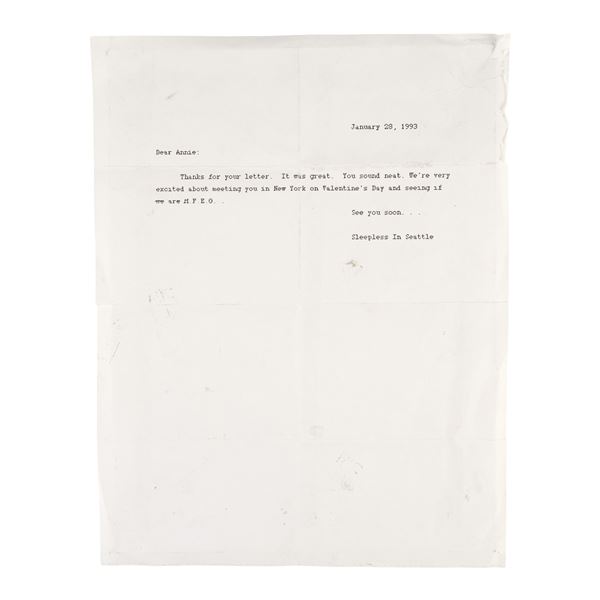 January 28, 1993
Dear Annie:
Thanks for your letter. It was great. You sound neat. We're very
excited about meeting you in New York on Valentine's Day and seeing if
we are M.F.E.O. .
See you soon. . .
Sleepless In Seattle